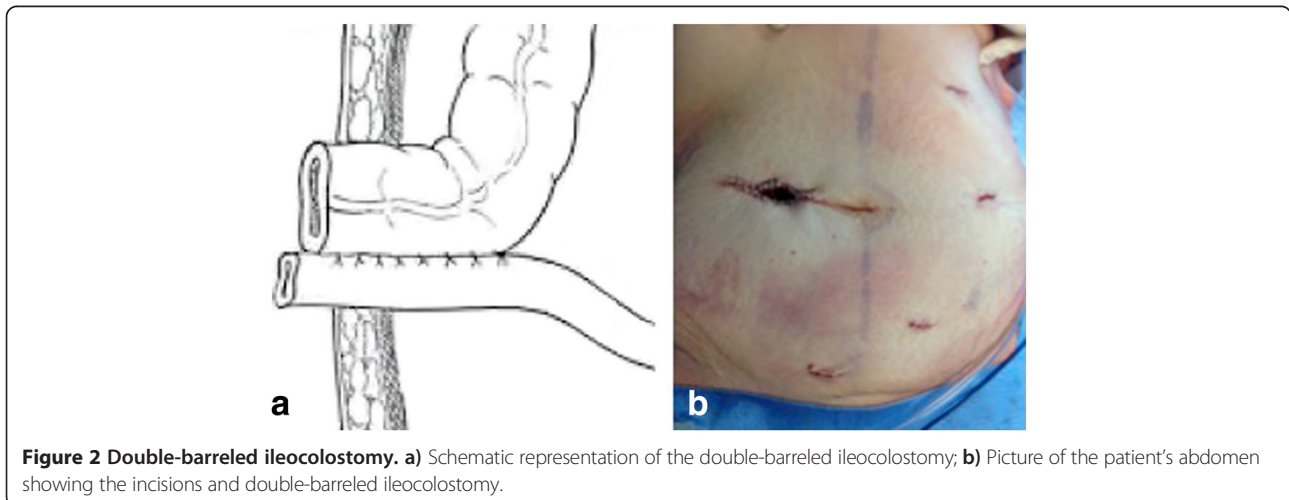 a
b
Figure 2 Double-barreled ileocolostomy. a) Schematic representation of the double-barreled ileocolostomy; b) Picture of the patient’s abdomen
showing the incisions and double-barreled ileocolostomy.